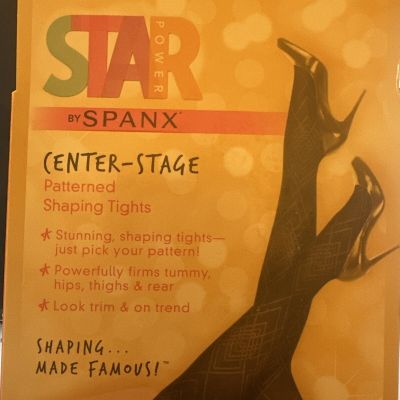 STAR
POWER
BY SPANX®
CENTER-STAGE
Patterned
Shaping Tights
* Stunning, shaping tights—
just pick your pattern!
* Powerfully firms tummy,
hips, thighs & rear
* Look trim & on trend
SHAPING...
MADE FAMOUS!™